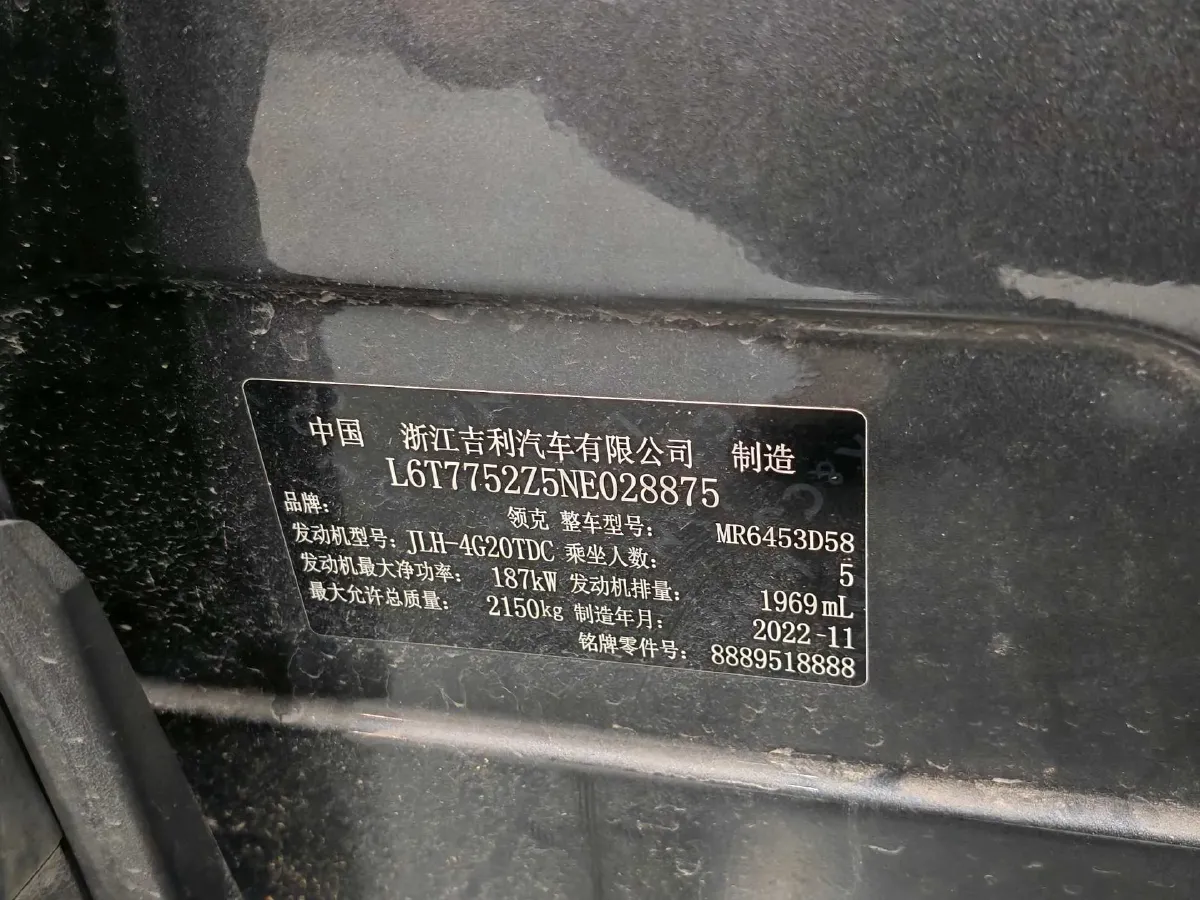 中国 浙江吉利汽车有限公司 制造
L6T7752Z5NE028875
品牌: 领克 整车型号: MR6453D58
发动机型号: JLH-4G20TDC 乘坐人数: 5
发动机最大净功率: 187kW 发动机排量: 1969mL
最大允许总质量: 2150kg 制造年月: 2022-11
铭牌零件号: 8889518888